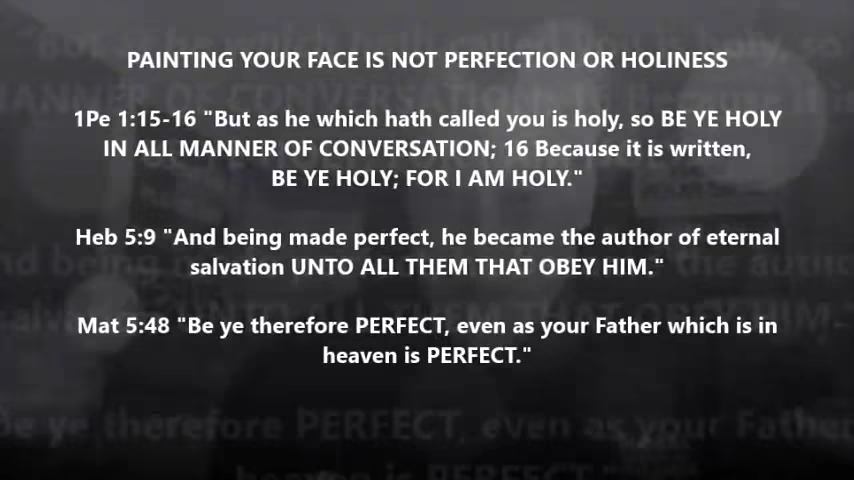 PAINTING YOUR FACE IS NOT PERFECTION OR HOLINESS
1Pe 1:15-16 "But as he which hath called you is holy, so BE YE HOLY
IN ALL MANNER OF CONVERSATION; 16 Because it is written,
BE YE HOLY; FOR I AM HOLY."
Heb 5:9 "And being made perfect, he became the author of eternal
salvation UNTO ALL THEM THAT OBEY HIM."
Mat 5:48 "Be ye therefore PERFECT, even as your Father which is in
heaven is PERFECT."